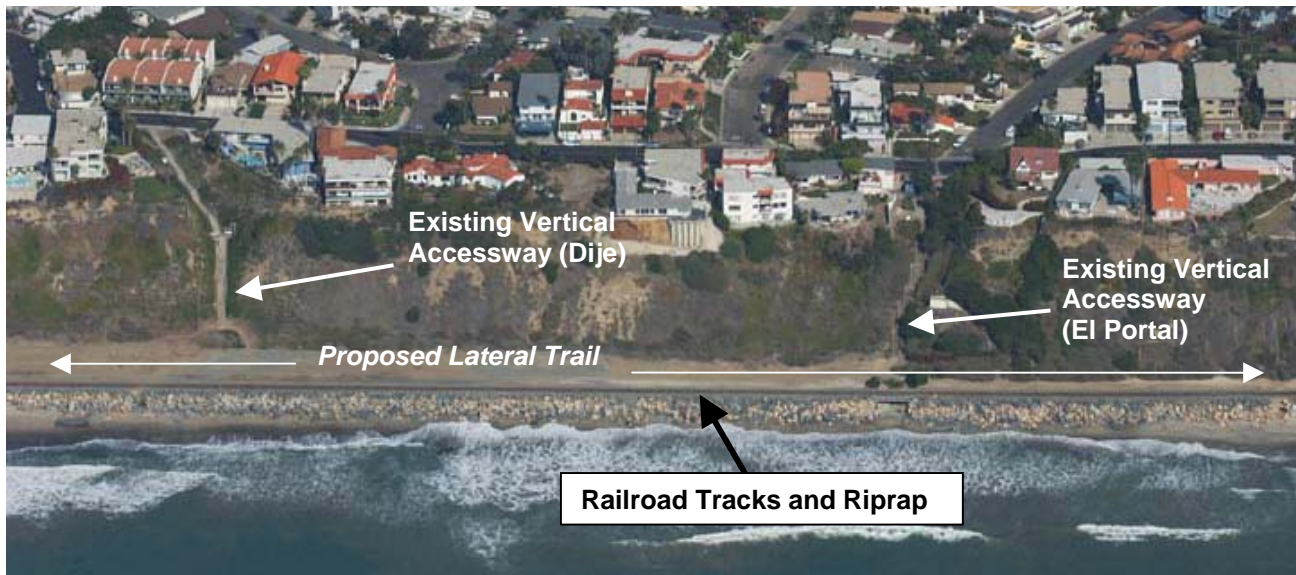 Existing Vertical
Accessway (Dije)
Existing Vertical
Accessway
(El Portal)
Proposed Lateral Trail
Railroad Tracks and Riprap